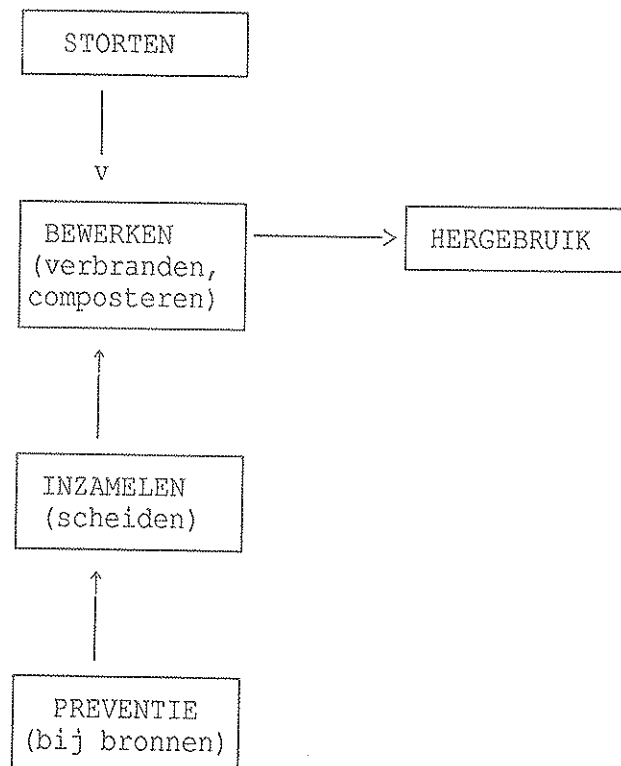 STORTEN
V
BEWERKEN
(verbranden,
composteren)
HERGEBRUIK
INZAMELEN
(scheiden)
PREVENTIE
(bij bronnen)